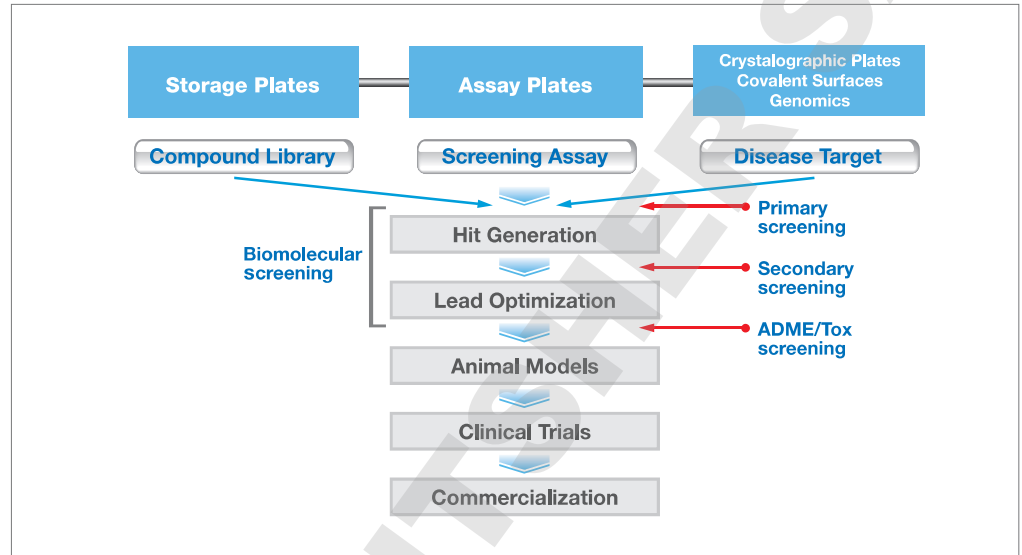 Storage Plates
Assay Plates
Crystalographic Plates
Covalent Surfaces
Genomics
Compound Library
Screening Assay
Disease Target
Primary
screening
Hit Generation
Biomolecular
screening
Secondary
screening
Lead Optimization
ADME/Tox
screening
Animal Models
Clinical Trials
Commercialization